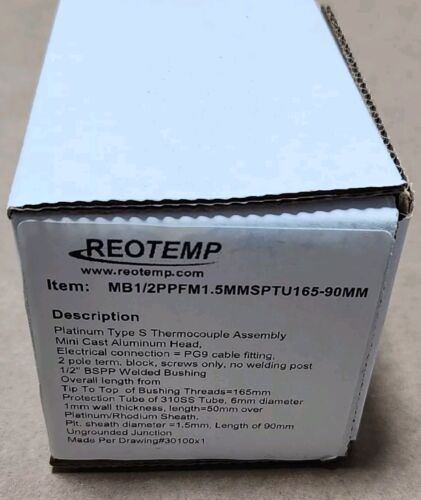 REOTEMP
www.reotemp.com
Item: MB1/2PPFM1.5MMSPTU165-90MM
Description
Platinum Type S Thermocouple Assembly
Mini Cast Aluminum Head,
Electrical connection = PG9 cable fitting,
2 pole term. block, screws only, no welding post
1/2" BSPP Welded Bushing
Overall length from
Tip To Top of Bushing Threads=165mm
Protection Tube of 310SS Tube, 6mm diameter
1mm wall thickness, length=50mm over
Platinum/Rhodium Sheath.
Plt. sheath diameter =1.5mm, Length of 90mm
Ungrounded Junction
Made Per Drawing#30100x1